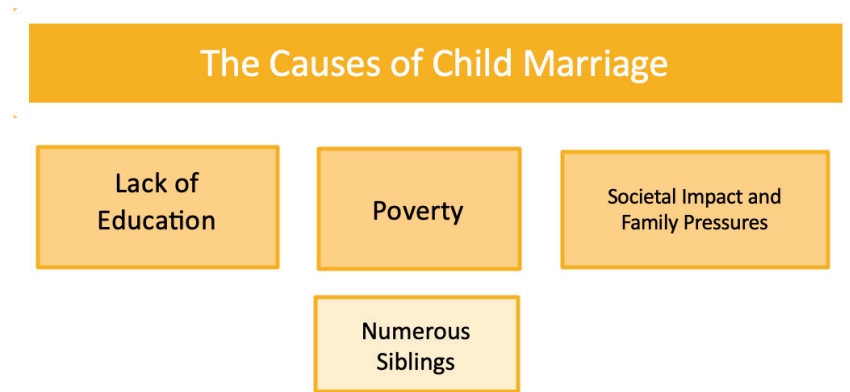 The Causes of Child Marriage
Lack of
Education
Poverty
Societal Impact and
Family Pressures
Numerous
Siblings